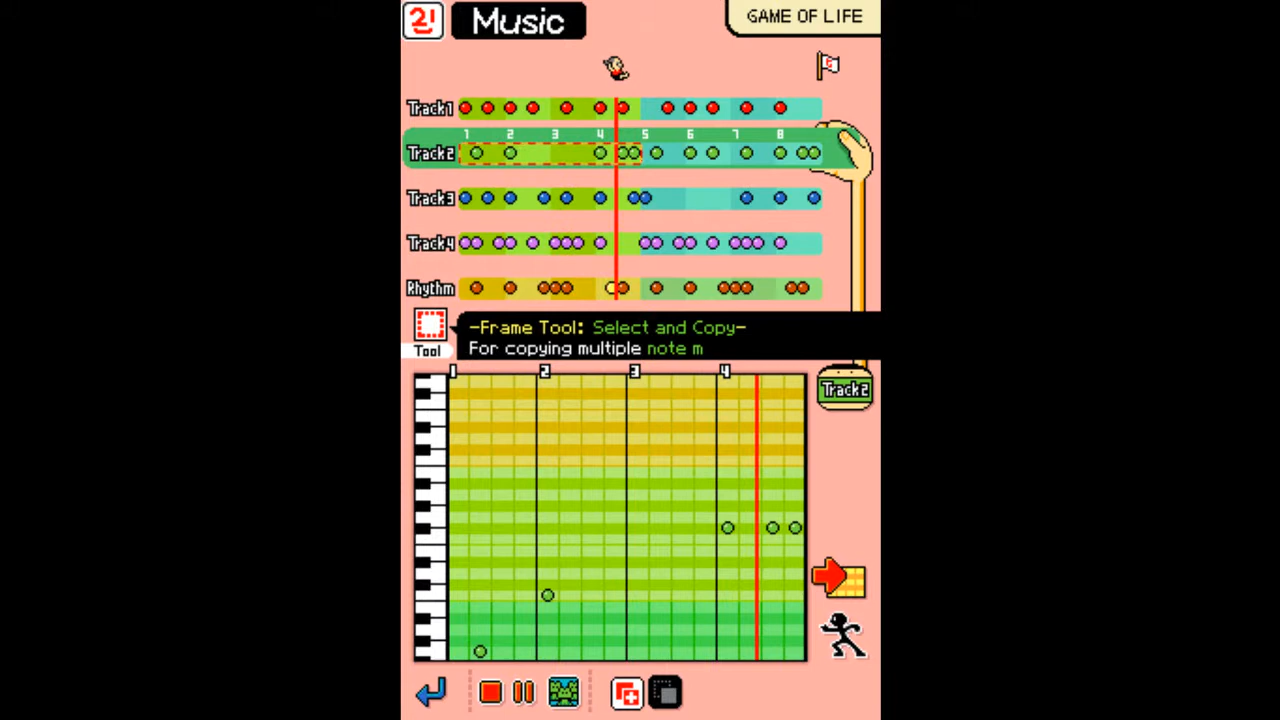 Music
GAME OF LIFE
Track1
1 2 3 4 5 6 7 8
Track2
Track3
Track4
Rhythm
-Frame Tool: Select and Copy-
For copying multiple note m
Tool
1 2 3 4
Track2